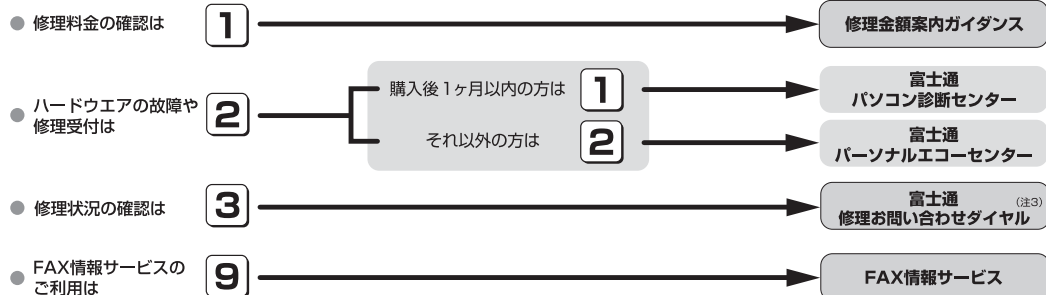 ● 修理料金の確認は 1 修理金額案内ガイダンス
● ハードウエアの故障や
修理受付は 2
購入後1ヶ月以内の方は 1
富士通
パソコン診断センター
それ以外の方は 2
富士通
パーソナルエコーセンター
● 修理状況の確認は 3
富士通 (注3)
修理お問い合わせダイヤル
● FAX情報サービスの
ご利用は 9
FAX情報サービス